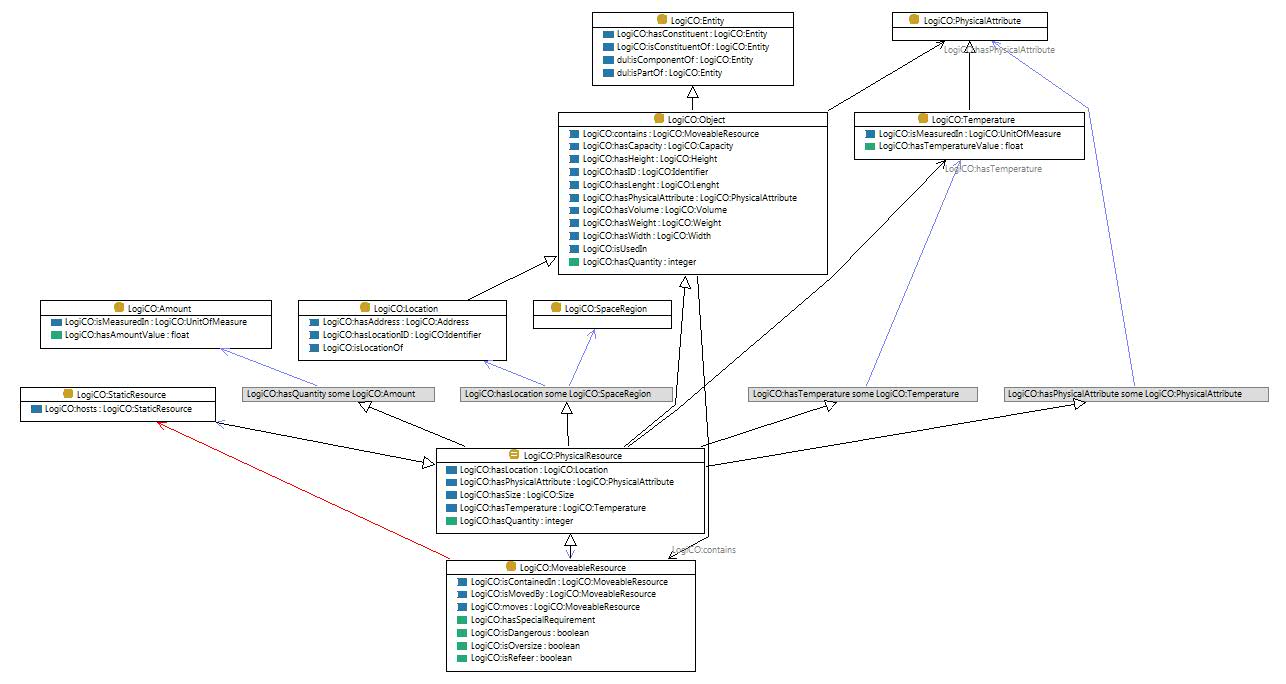 LogiCO:Entity
LogiCO:hasConstituent : LogiCO:Entity
LogiCO:isConstituentOf : LogiCO:Entity
dul:isComponentOf : LogiCO:Entity
dul:isPartOf : LogiCO:Entity
LogiCO:PhysicalAttribute
LogiCO:hasPhysicalAttribute
LogiCO:Object
LogiCO:contains : LogiCO:MoveableResource
LogiCO:hasCapacity : LogiCO:Capacity
LogiCO:hasHeight : LogiCO:Height
LogiCO:hasID : LogiCO:Identifier
LogiCO:hasLenght : LogiCO:Lenght
LogiCO:hasPhysicalAttribute : LogiCO:PhysicalAttribute
LogiCO:hasVolume : LogiCO:Volume
LogiCO:hasWeight : LogiCO:Weight
LogiCO:hasWidth : LogiCO:Width
LogiCO:isUsedIn
LogiCO:hasQuantity : integer
LogiCO:Temperature
LogiCO:isMeasuredIn : LogiCO:UnitOfMeasure
LogiCO:hasTemperatureValue : float
LogiCO:hasTemperature
LogiCO:Amount
LogiCO:isMeasuredIn : LogiCO:UnitOfMeasure
LogiCO:hasAmountValue : float
LogiCO:Location
LogiCO:hasAddress : LogiCO:Address
LogiCO:hasLocationID : LogiCO:Identifier
LogiCO:isLocationOf
LogiCO:SpaceRegion
LogiCO:StaticResource
LogiCO:hosts : LogiCO:StaticResource
LogiCO:hasQuantity some LogiCO:Amount
LogiCO:hasLocation some LogiCO:SpaceRegion
LogiCO:hasTemperature some LogiCO:Temperature
LogiCO:hasPhysicalAttribute some LogiCO:PhysicalAttribute
LogiCO:PhysicalResource
LogiCO:hasLocation : LogiCO:Location
LogiCO:hasPhysicalAttribute : LogiCO:PhysicalAttribute
LogiCO:hasSize : LogiCO:Size
LogiCO:hasTemperature : LogiCO:Temperature
LogiCO:hasQuantity : integer
LogiCO:contains
LogiCO:MoveableResource
LogiCO:isContainedIn : LogiCO:MoveableResource
LogiCO:isMovedBy : LogiCO:MoveableResource
LogiCO:moves : LogiCO:MoveableResource
LogiCO:hasSpecialRequirement
LogiCO:isDangerous : boolean
LogiCO:isOversize : boolean
LogiCO:isRefeer : boolean